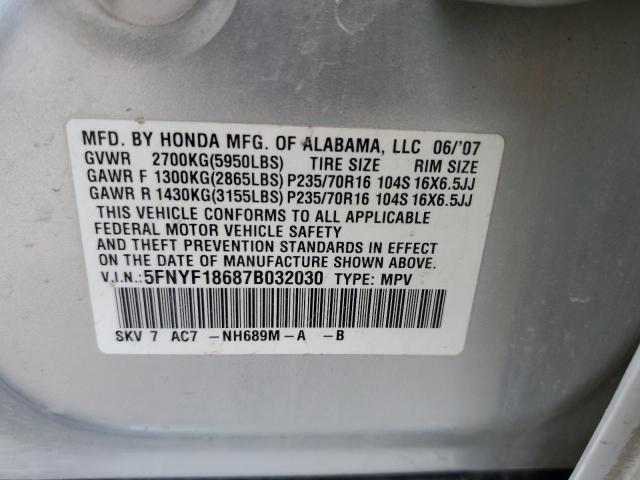 MFD. BY HONDA MFG. OF ALABAMA, LLC 06/'07
GVWR 2700KG(5950LBS) TIRE SIZE RIM SIZE
GAWR F 1300KG(2865LBS) P235/70R16 104S 16X6.5JJ
GAWR R 1430KG(3155LBS) P235/70R16 104S 16X6.5JJ
THIS VEHICLE CONFORMS TO ALL APPLICABLE
FEDERAL MOTOR VEHICLE SAFETY
AND THEFT PREVENTION STANDARDS IN EFFECT
ON THE DATE OF MANUFACTURE SHOWN ABOVE.
V.I.N.:5FNYF18687B032030 TYPE: MPV
SKV 7 AC7 -NH689M-A -B